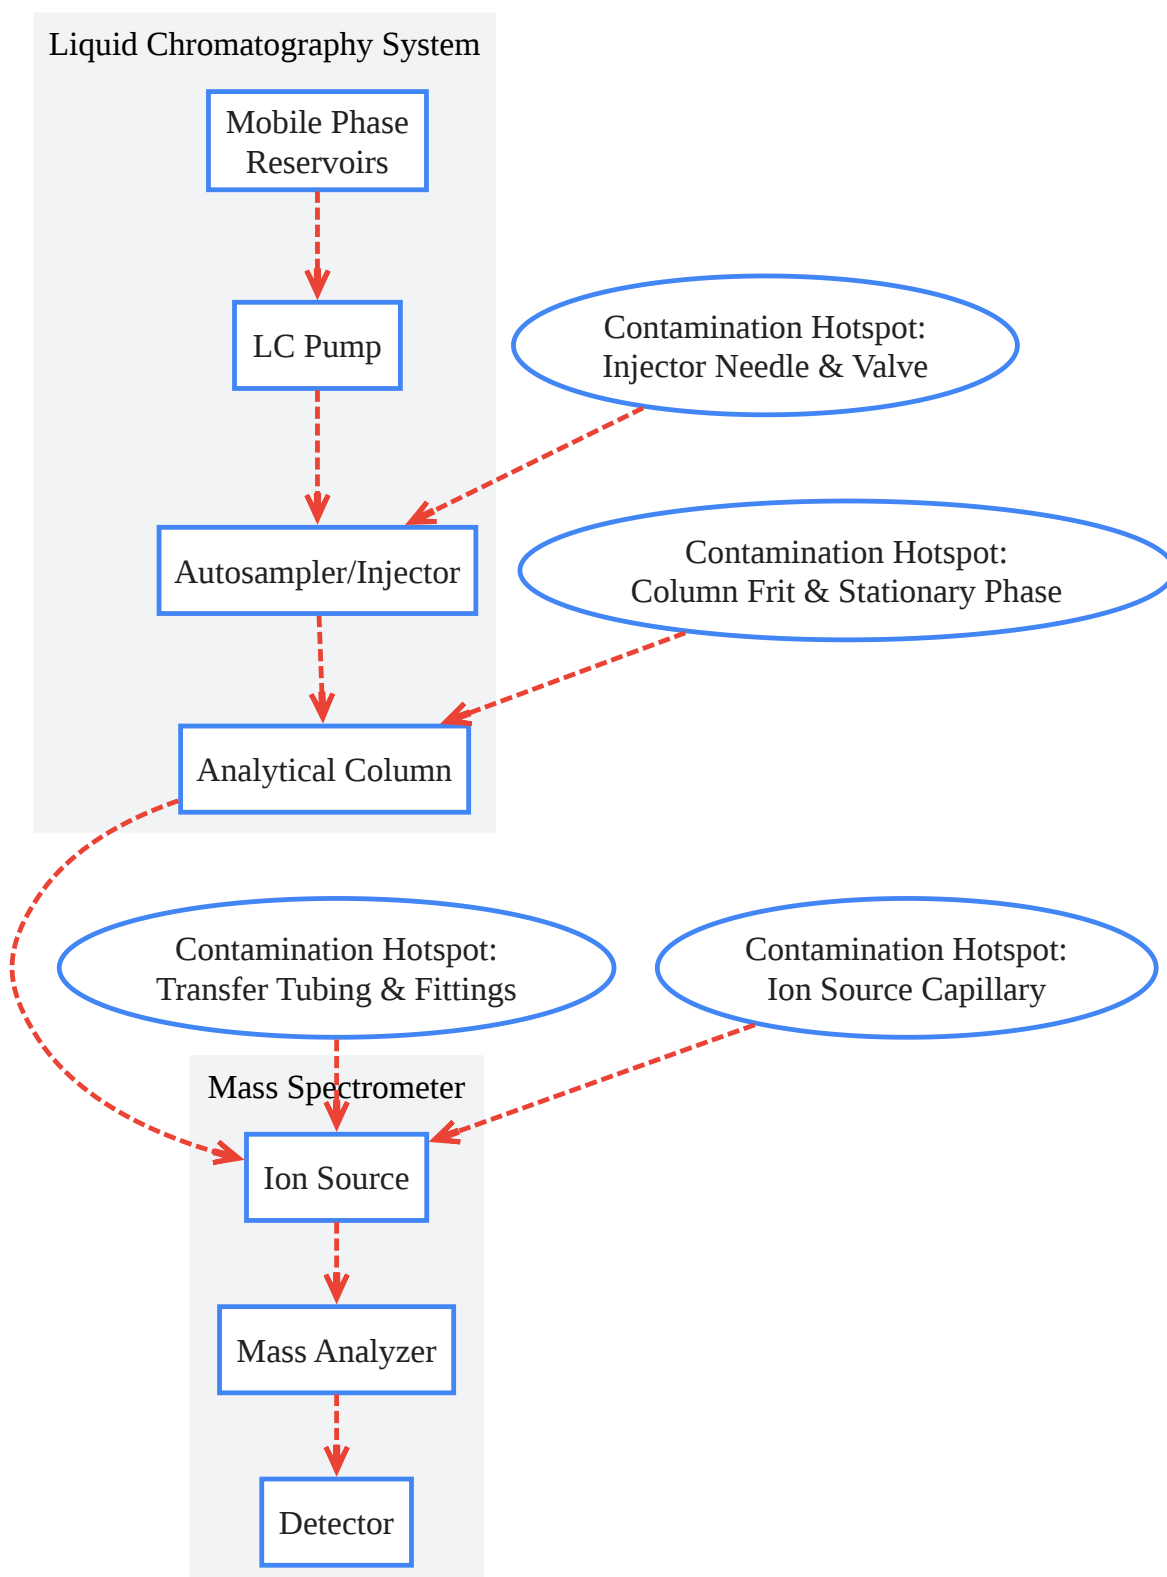 Liquid Chromatography System
Mobile Phase
Reservoirs
LC Pump
Contamination Hotspot:
Injector Needle & Valve
Autosampler/Injector
Contamination Hotspot:
Column Frit & Stationary Phase
Analytical Column
Contamination Hotspot:
Transfer Tubing & Fittings
Contamination Hotspot:
Ion Source Capillary
Mass Spectrometer
Ion Source
Mass Analyzer
Detector